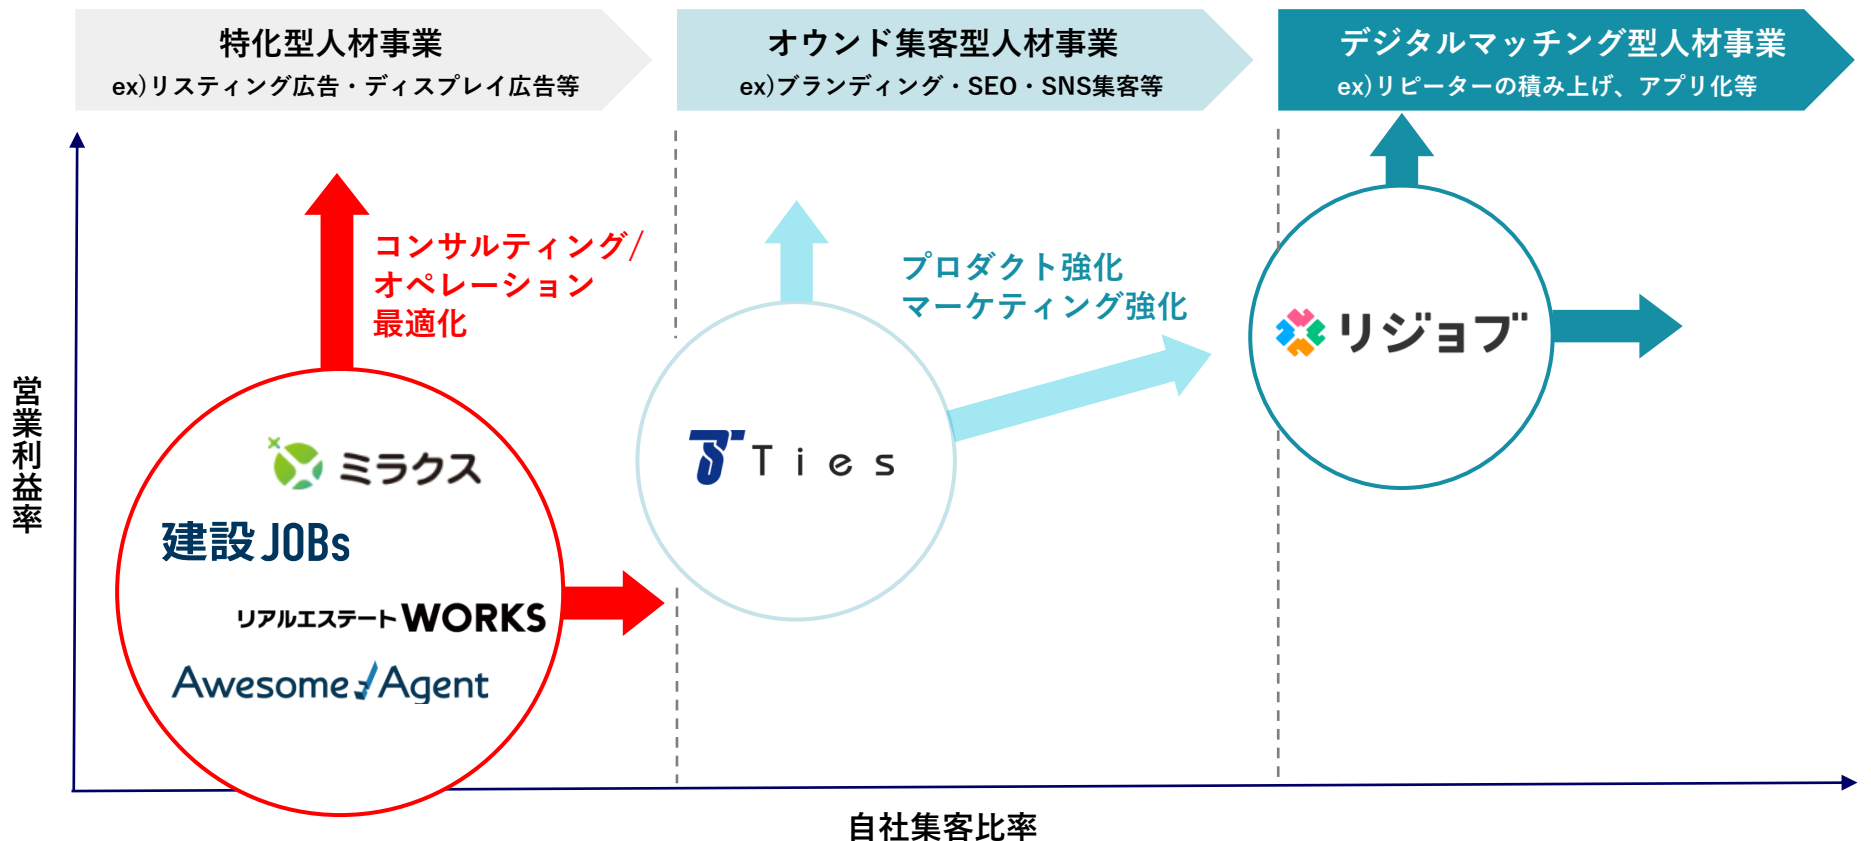 特化型人材事業
ex)リスティング広告・ディスプレイ広告等
オウンド集客型人材事業
ex)ブランディング・SEO・SNS集客等
デジタルマッチング型人材事業
ex)リピーターの積み上げ、アプリ化等
コンサルティング/
オペレーション
最適化
プロダクト強化
マーケティング強化
リジョブ
Ties
ミラクス
建設JOBs
リアルエステートWORKS
Awesome Agent
営業利益率
自社集客比率